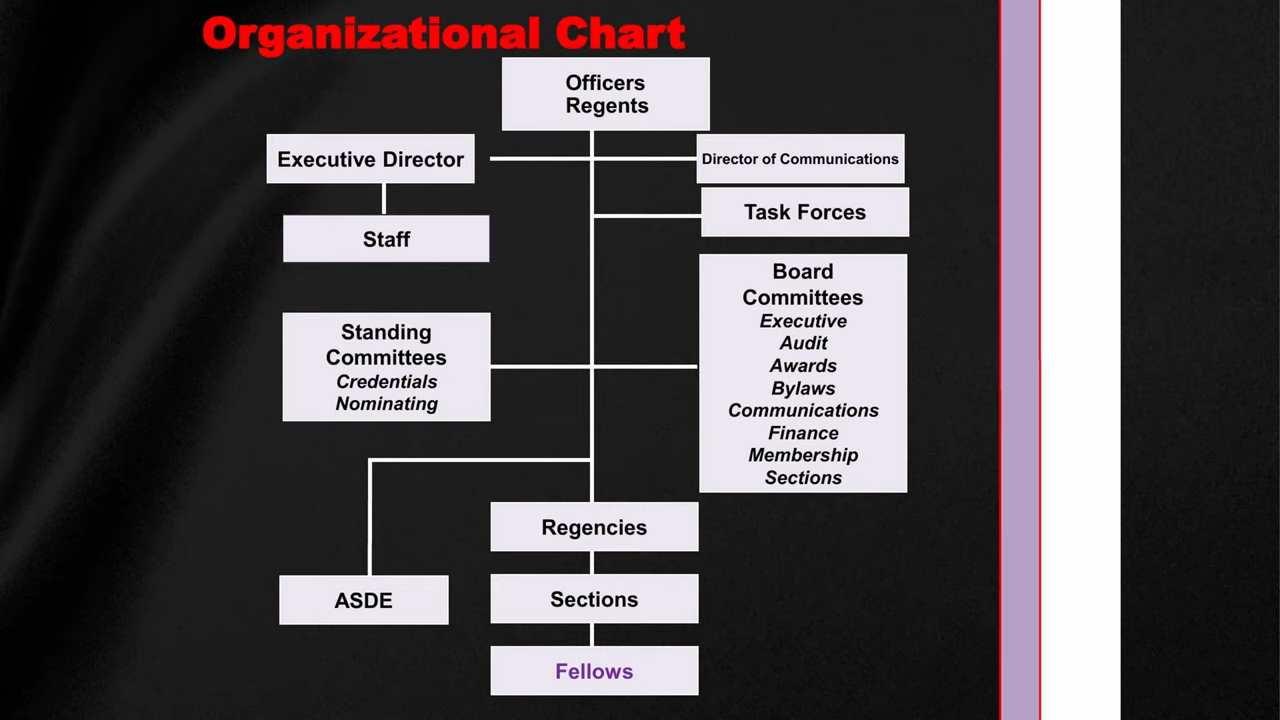 Organizational Chart
Officers
Regents
Executive Director
Director of Communications
Task Forces
Staff
Board
Committees
Executive
Audit
Awards
Bylaws
Communications
Finance
Membership
Sections
Standing
Committees
Credentials
Nominating
Regencies
ASDE
Sections
Fellows